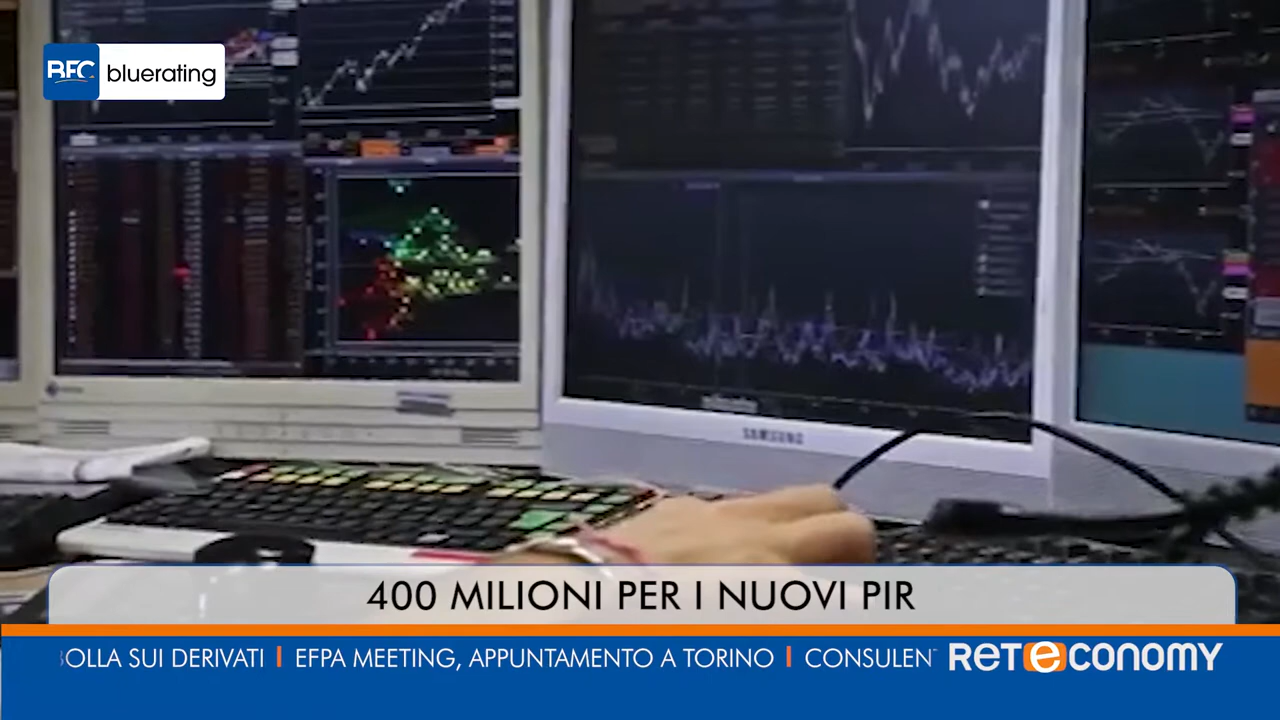 BFC bluerating
SAMSUNG
400 MILIONI PER I NUOVI PIR
OLLA SUI DERIVATI | EFPA MEETING, APPUNTAMENTO A TORINO | CONSULEN
RETECONOMY